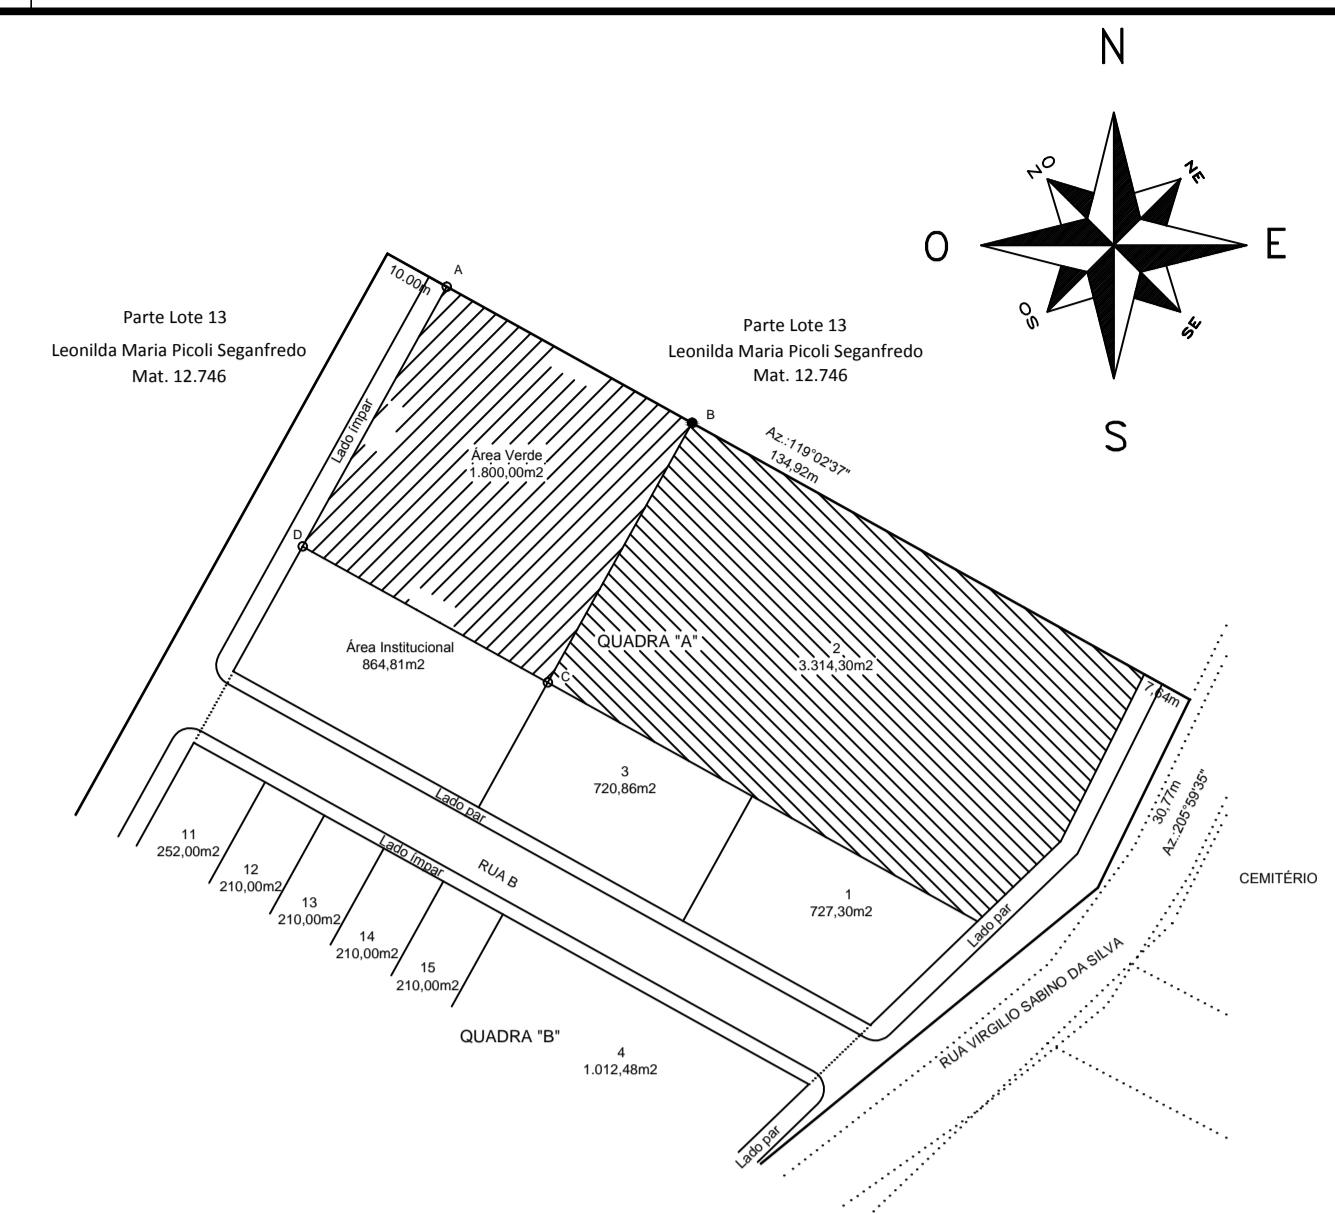 N
NO
NE
O
E
SO
SE
S
10.00m
A
Parte Lote 13
Leonilda Maria Picoli Seganfredo
Mat. 12.746
Parte Lote 13
Leonilda Maria Picoli Seganfredo
Mat. 12.746
B
Az.:119°02'37"
134,92m
Lado ímpar
Área Verde
1.800,00m2
D
Área Institucional
864,81m2
QUADRA "A"
C
2
3.314,30m2
7,64m
30,77m
Az.:205°59'35"
3
720,86m2
Lado par
RUA B
Lado ímpar
11
252,00m2
12
210,00m2
13
210,00m2
14
210,00m2
15
210,00m2
1
727,30m2
Lado par
CEMITÉRIO
RUA VIRGILIO SABINO DA SILVA
QUADRA "B"
4
1.012,48m2
Lado par